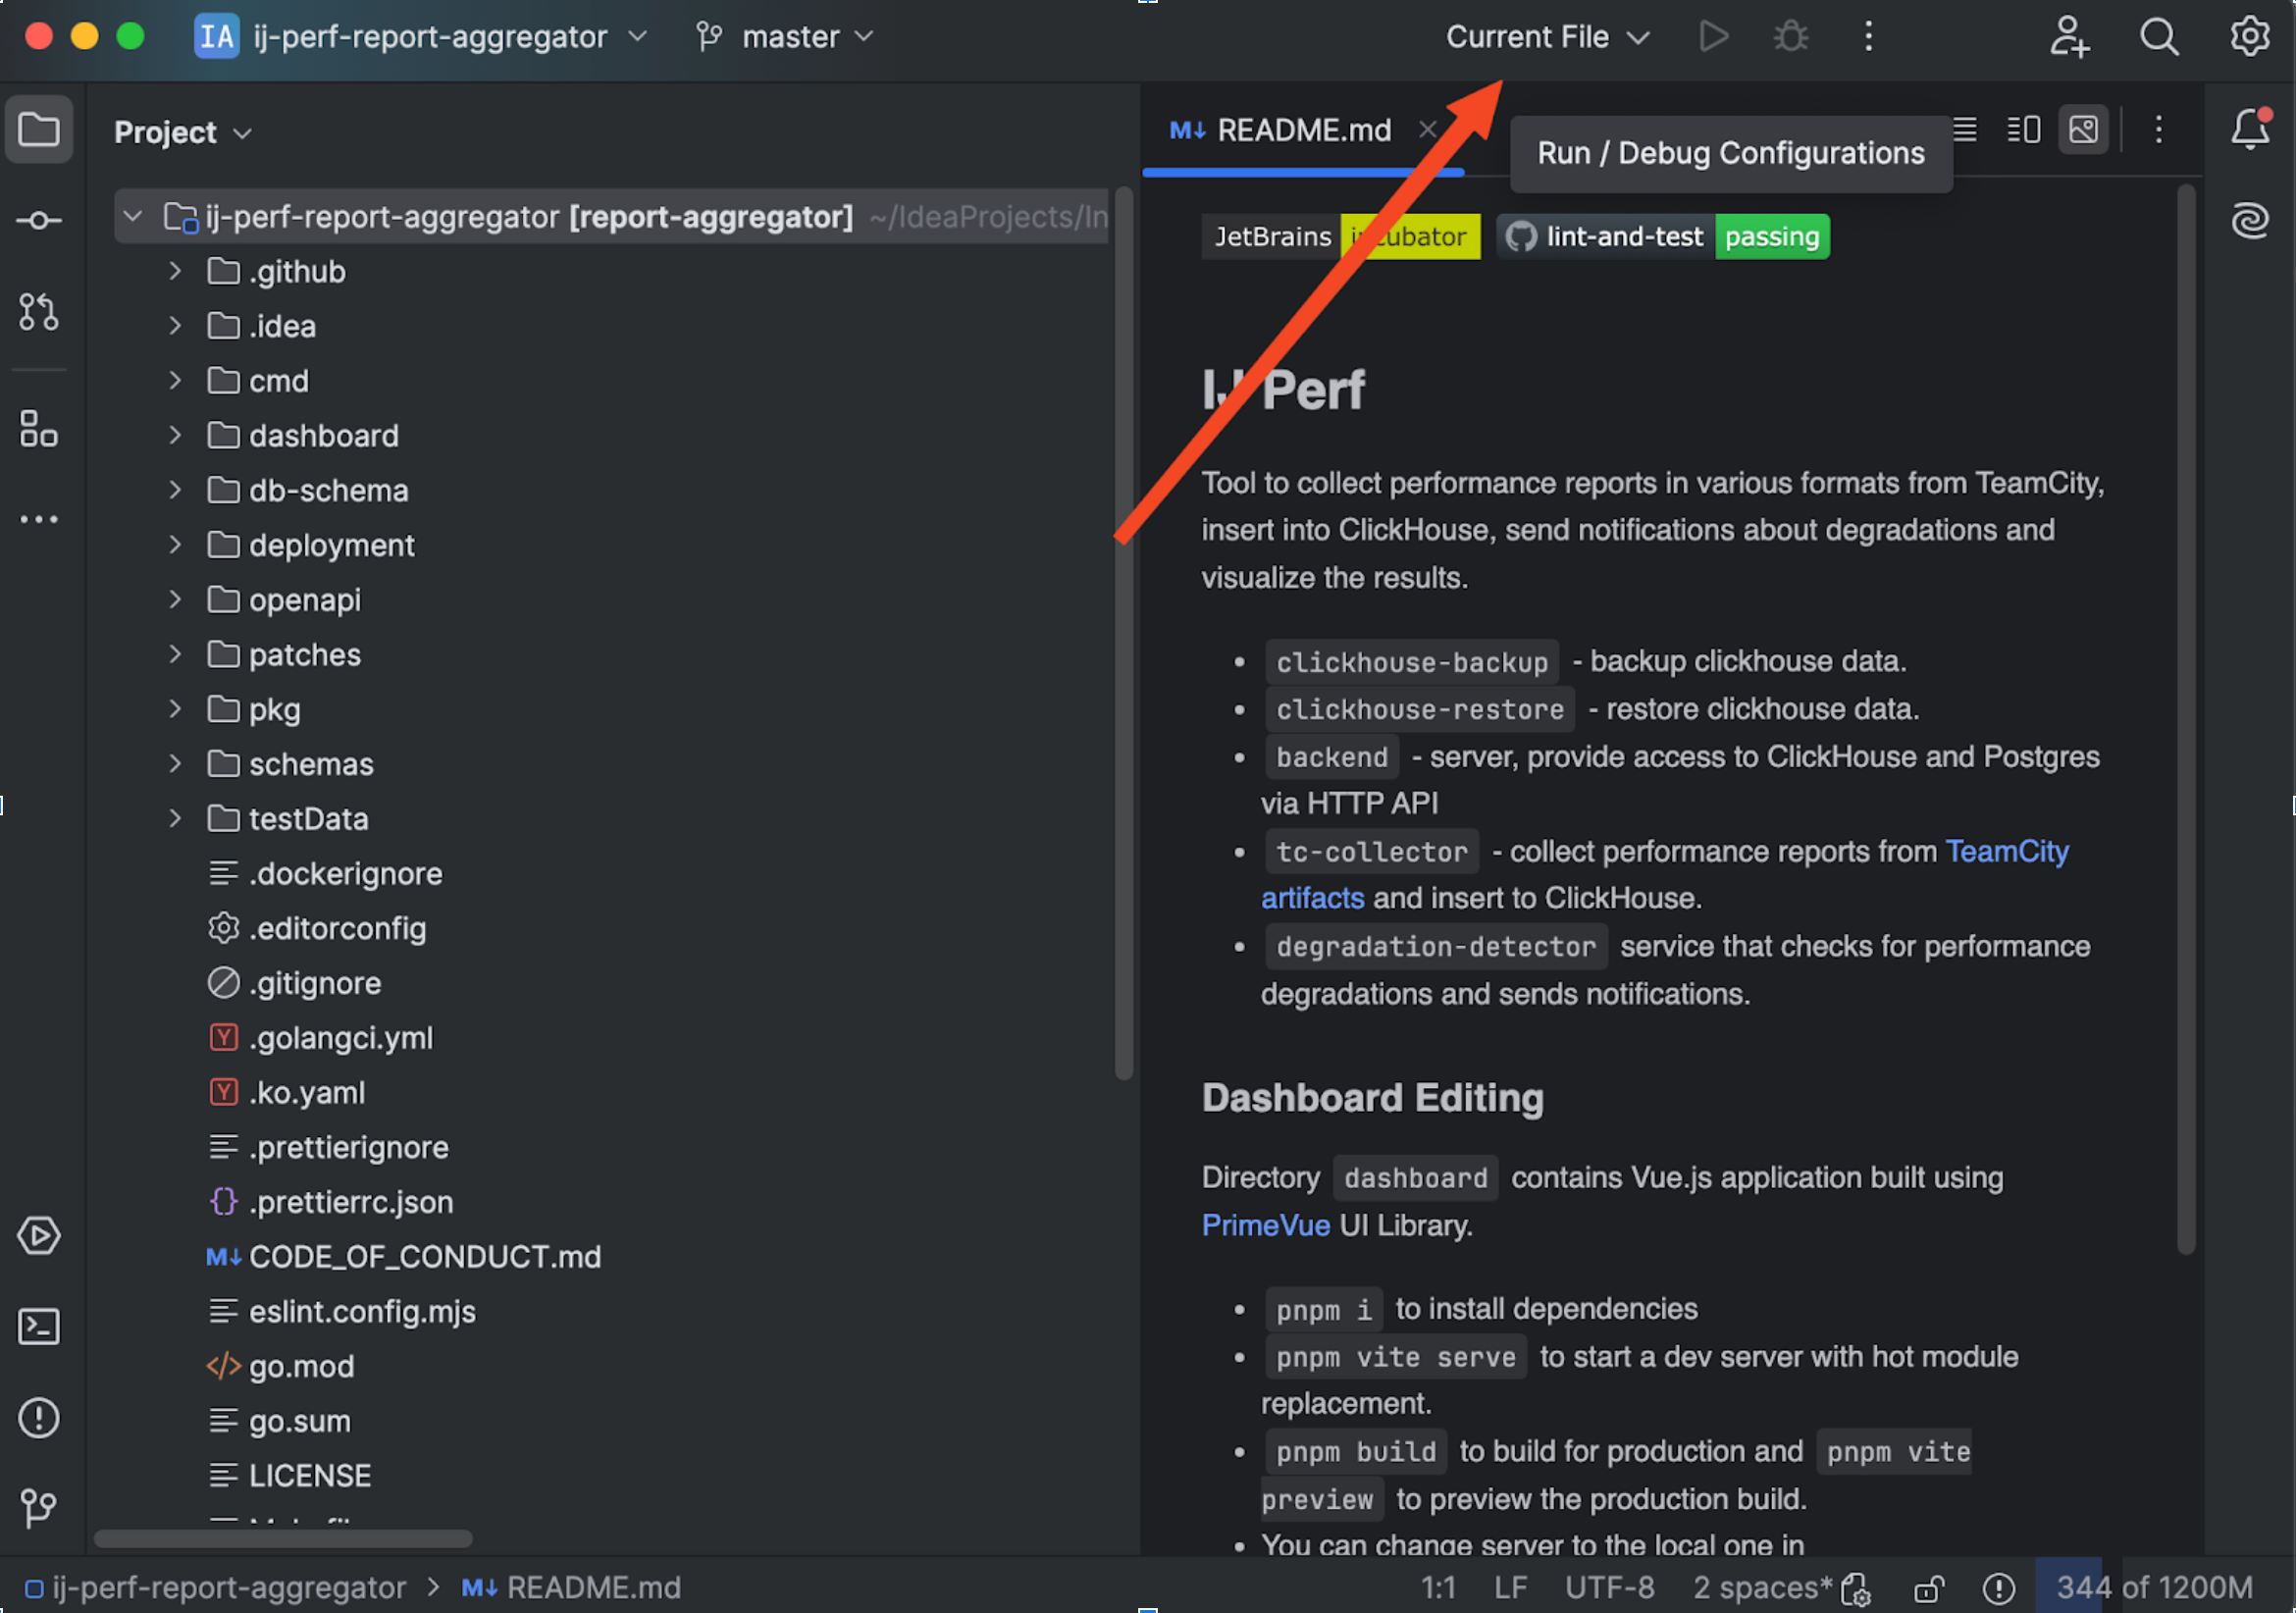 IA ij-perf-report-aggregator master Current File
Project
README.md
Run / Debug Configurations
ij-perf-report-aggregator [report-aggregator] ~/IdeaProjects/In
.github
.idea
cmd
dashboard
db-schema
deployment
openapi
patches
pkg
schemas
testData
.dockerignore
.editorconfig
.gitignore
.golangci.yml
.ko.yaml
.prettierignore
.prettierrc.json
CODE_OF_CONDUCT.md
eslint.config.mjs
go.mod
go.sum
LICENSE
JetBrains incubator lint-and-test passing
IJ Perf
Tool to collect performance reports in various formats from TeamCity,
insert into ClickHouse, send notifications about degradations and
visualize the results.
clickhouse-backup - backup clickhouse data.
clickhouse-restore - restore clickhouse data.
backend - server, provide access to ClickHouse and Postgres
via HTTP API
tc-collector - collect performance reports from TeamCity
artifacts and insert to ClickHouse.
degradation-detector service that checks for performance
degradations and sends notifications.
Dashboard Editing
Directory dashboard contains Vue.js application built using
PrimeVue UI Library.
pnpm i to install dependencies
pnpm vite serve to start a dev server with hot module
replacement.
pnpm build to build for production and pnpm vite
preview to preview the production build.
You can change server to the local one in
ij-perf-report-aggregator > M↓ README.md
1:1 LF UTF-8 2 spaces* 344 of 1200M